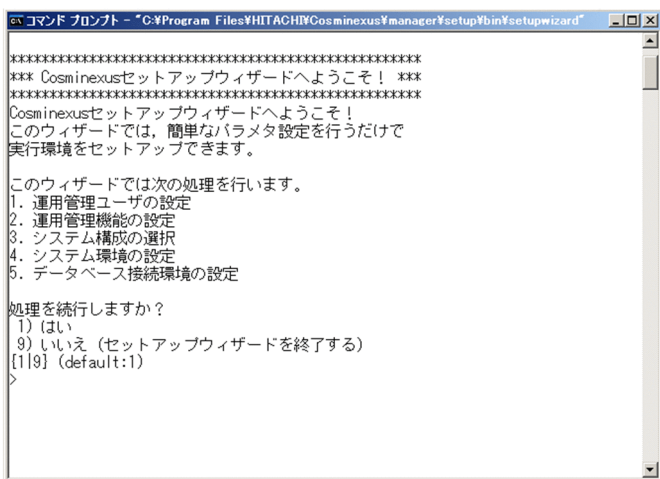 コマンド プロンプト - "C:¥Program Files¥HITACHI¥Cosminexus¥manager¥setup¥bin¥setupwizard"
***************************************************
*** Cosminexusセットアップウィザードへようこそ！ ***
***************************************************
Cosminexusセットアップウィザードへようこそ！
このウィザードでは，簡単なパラメタ設定を行うだけで
実行環境をセットアップできます。
このウィザードでは次の処理を行います。
1. 運用管理ユーザの設定
2. 運用管理機能の設定
3. システム構成の選択
4. システム環境の設定
5. データベース接続環境の設定
処理を続行しますか？
1) はい
9) いいえ（セットアップウィザードを終了する）
{1|9} (default:1)
>